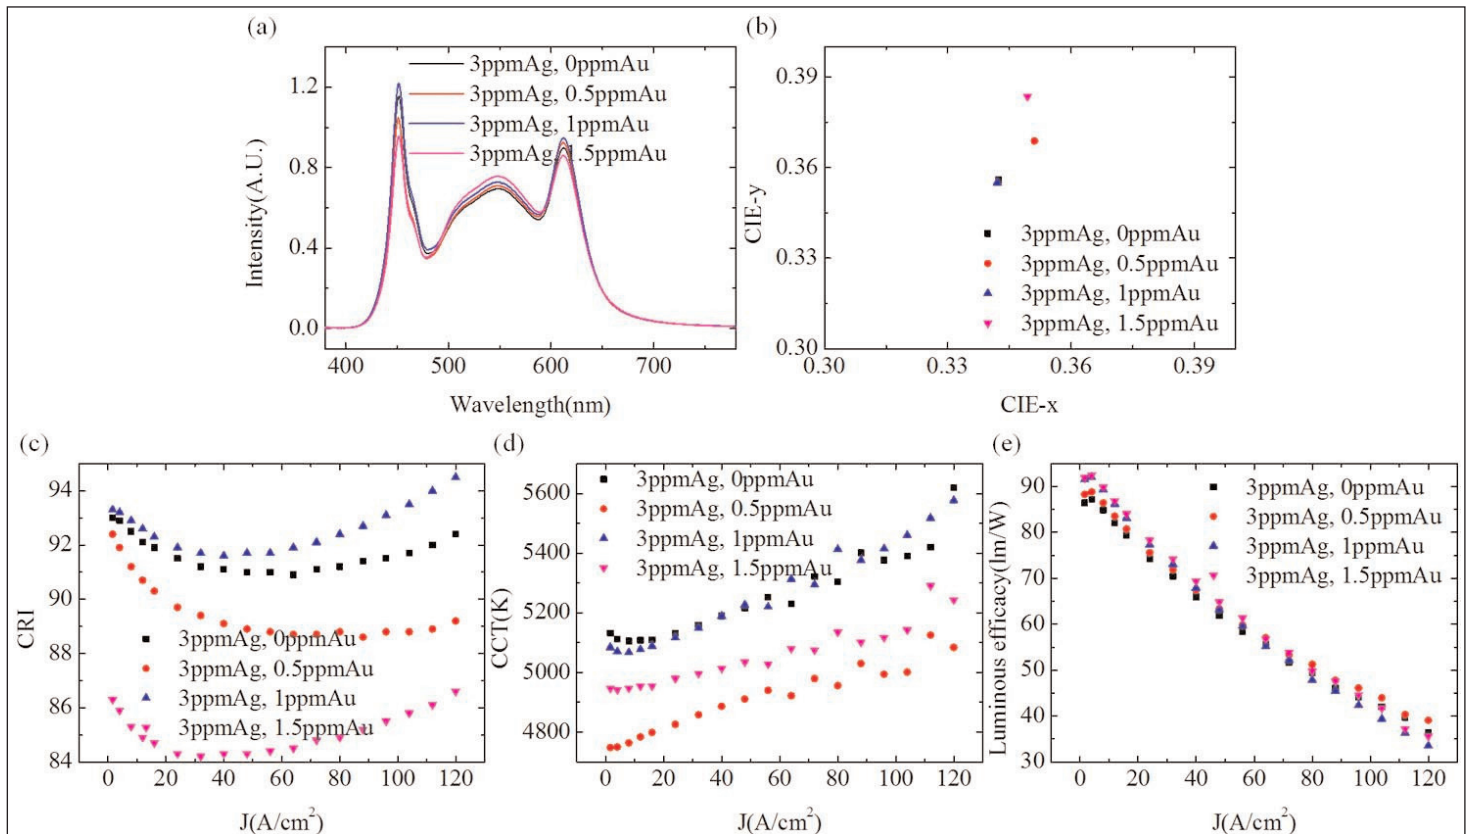 (a)
3ppmAg, 0ppmAu
3ppmAg, 0.5ppmAu
3ppmAg, 1ppmAu
3ppmAg, 1.5ppmAu
1.2
0.8
0.4
0.0
Intensity(A.U.)
400 500 600 700
Wavelength(nm)
(b)
0.39
0.36
0.33
0.30
CIE-y
3ppmAg, 0ppmAu
3ppmAg, 0.5ppmAu
3ppmAg, 1ppmAu
3ppmAg, 1.5ppmAu
0.30 0.33 0.36 0.39
CIE-x
(c)
94
92
90
88
86
84
CRI
3ppmAg, 0ppmAu
3ppmAg, 0.5ppmAu
3ppmAg, 1ppmAu
3ppmAg, 1.5ppmAu
0 20 40 60 80 100 120
J(A/cm²)
(d)
5600
5400
5200
5000
4800
CCT(K)
3ppmAg, 0ppmAu
3ppmAg, 0.5ppmAu
3ppmAg, 1ppmAu
3ppmAg, 1.5ppmAu
0 20 40 60 80 100 120
J(A/cm²)
(e)
90
80
70
60
50
40
30
Luminous efficacy(lm/W)
3ppmAg, 0ppmAu
3ppmAg, 0.5ppmAu
3ppmAg, 1ppmAu
3ppmAg, 1.5ppmAu
0 20 40 60 80 100 120
J(A/cm²)